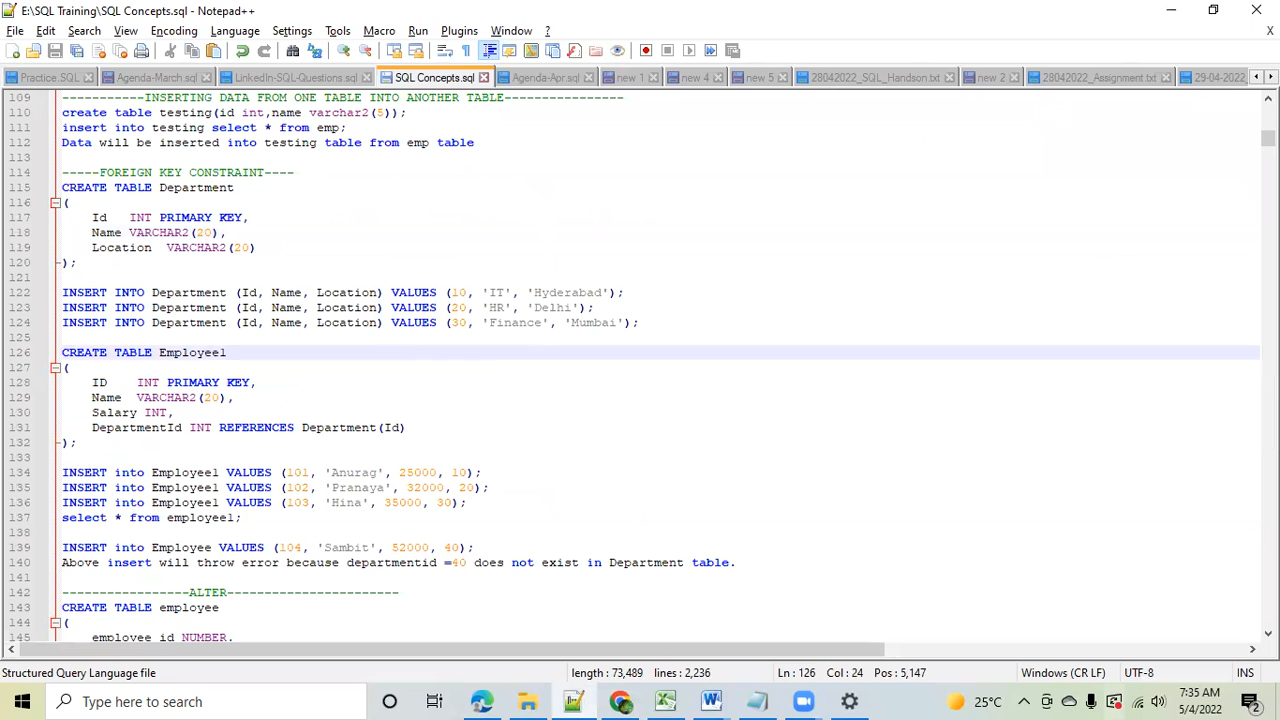 E:\SQL Training\SQL Concepts.sql - Notepad++
File Edit Search View Encoding Language Settings Tools Macro Run Plugins Window ? X
Practice.SQL Agenda-March.sql LinkedIn-SQL-Questions.sql SQL Concepts.sql Agenda-Apr.sql new 1 new 4 new 5 28042022_SQL_Handson.txt new 2 28042022_Assignment.txt 29-04-2022
109 -----------INSERTING DATA FROM ONE TABLE INTO ANOTHER TABLE----------------
110 create table testing(id int,name varchar2(5));
111 insert into testing select * from emp;
112 Data will be inserted into testing table from emp table
113
114 -----FOREIGN KEY CONSTRAINT----
115 CREATE TABLE Department
116 (
117 Id INT PRIMARY KEY,
118 Name VARCHAR2(20),
119 Location VARCHAR2(20)
120 );
121
122 INSERT INTO Department (Id, Name, Location) VALUES (10, 'IT', 'Hyderabad');
123 INSERT INTO Department (Id, Name, Location) VALUES (20, 'HR', 'Delhi');
124 INSERT INTO Department (Id, Name, Location) VALUES (30, 'Finance', 'Mumbai');
125
126 CREATE TABLE Employee1
127 (
128 ID INT PRIMARY KEY,
129 Name VARCHAR2(20),
130 Salary INT,
131 DepartmentId INT REFERENCES Department(Id)
132 );
133
134 INSERT into Employee1 VALUES (101, 'Anurag', 25000, 10);
135 INSERT into Employee1 VALUES (102, 'Pranaya', 32000, 20);
136 INSERT into Employee1 VALUES (103, 'Hina', 35000, 30);
137 select * from employee1;
138
139 INSERT into Employee VALUES (104, 'Sambit', 52000, 40);
140 Above insert will throw error because departmentid =40 does not exist in Department table.
141
142 -----------------ALTER-----------------------
143 CREATE TABLE employee
144 (
145 employee_id NUMBER,
Structured Query Language file length : 73,489 lines : 2,236 Ln : 126 Col : 24 Pos : 5,147 Windows (CR LF) UTF-8 INS
Type here to search 25°C 7:35 AM
5/4/2022 2